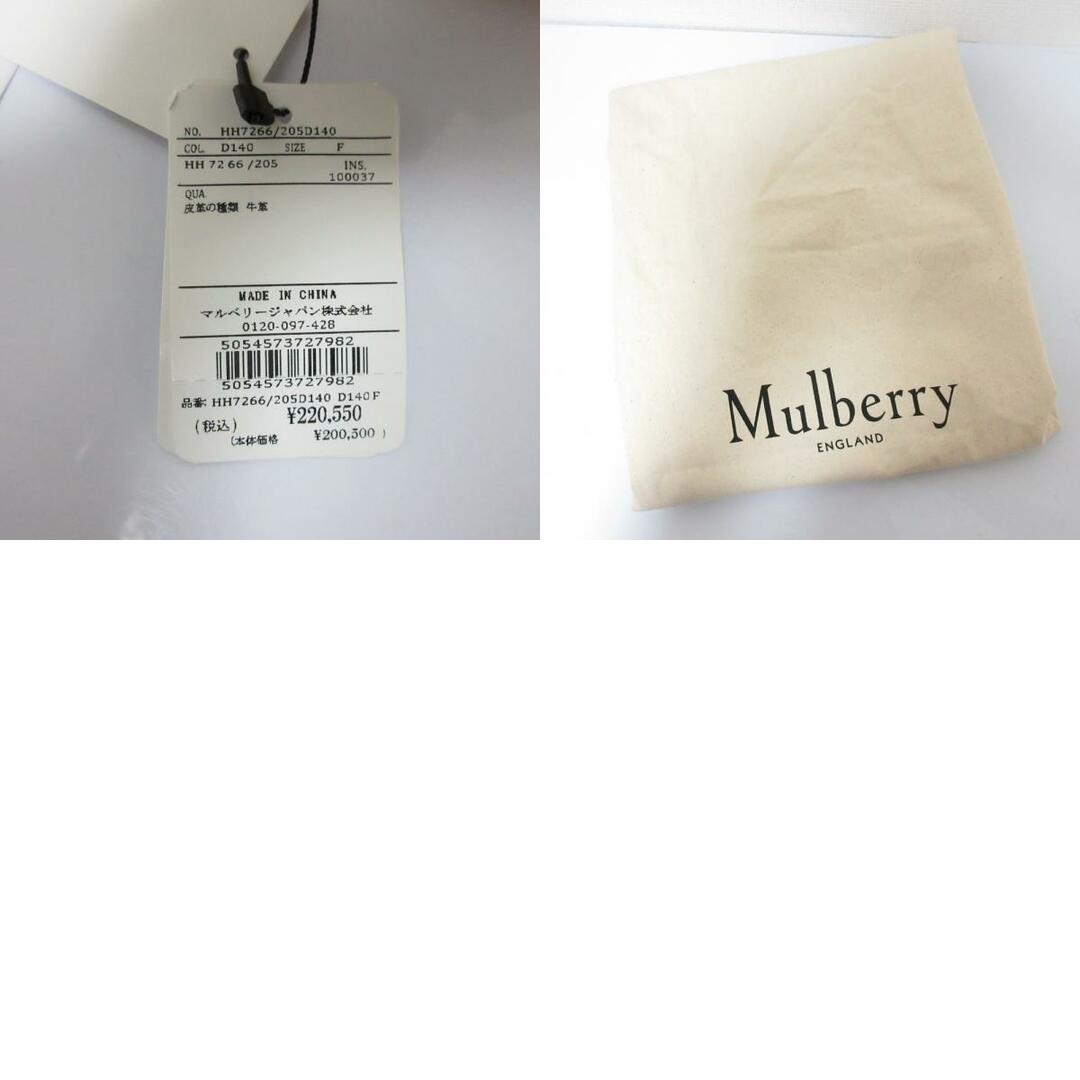 NO. HH7266/205D140
COL. D140 SIZE F
HH 72 66 /205 INS.
100037
QUA.
皮革の種類 牛革
MADE IN CHINA
マルベリージャパン株式会社
0120-097-428
5054573727982
5054573727982
品番: HH7266/205D140 D140 F
(税込) ¥220,550
(本体価格 ¥200,500 )
Mulberry
ENGLAND